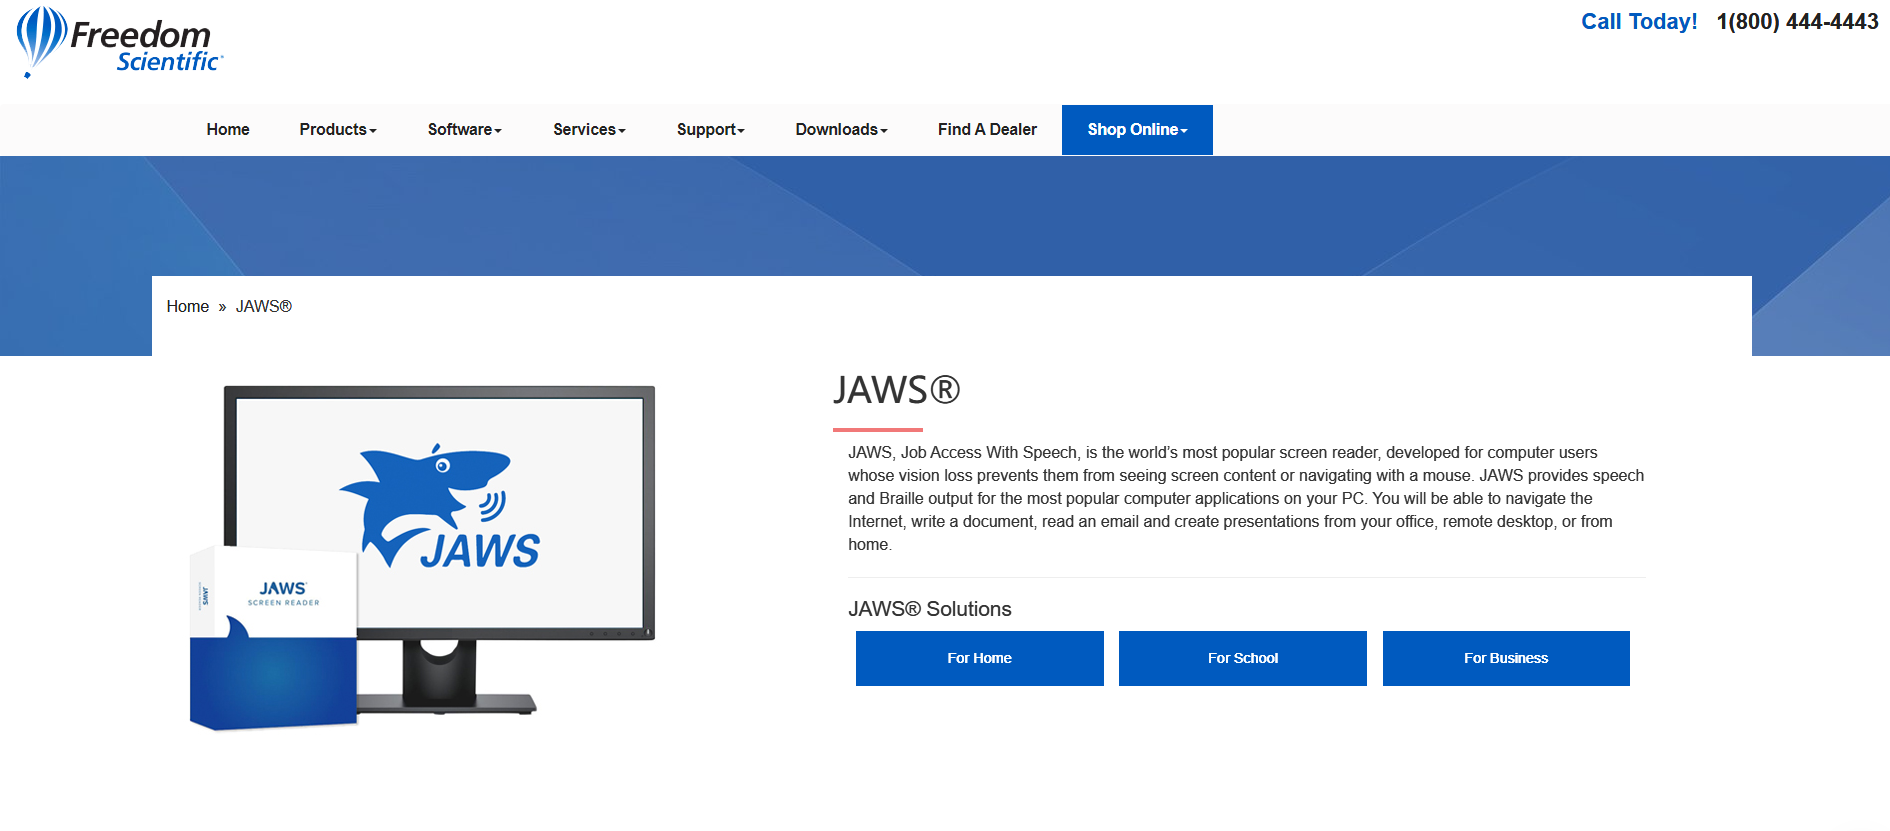 Freedom
Scientific
Call Today! 1(800) 444-4443
Home Products Software Services Support Downloads Find A Dealer Shop Online
Home » JAWS®
JAWS
JAWS
SCREEN READER
JAWS
JAWS®
JAWS, Job Access With Speech, is the world’s most popular screen reader, developed for computer users
whose vision loss prevents them from seeing screen content or navigating with a mouse. JAWS provides speech
and Braille output for the most popular computer applications on your PC. You will be able to navigate the
Internet, write a document, read an email and create presentations from your office, remote desktop, or from
home.
JAWS® Solutions
For Home For School For Business